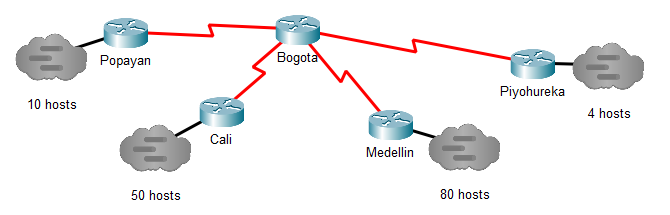 Popayan
Bogota
Piyohureka
10 hosts
4 hosts
Cali
Medellin
50 hosts
80 hosts